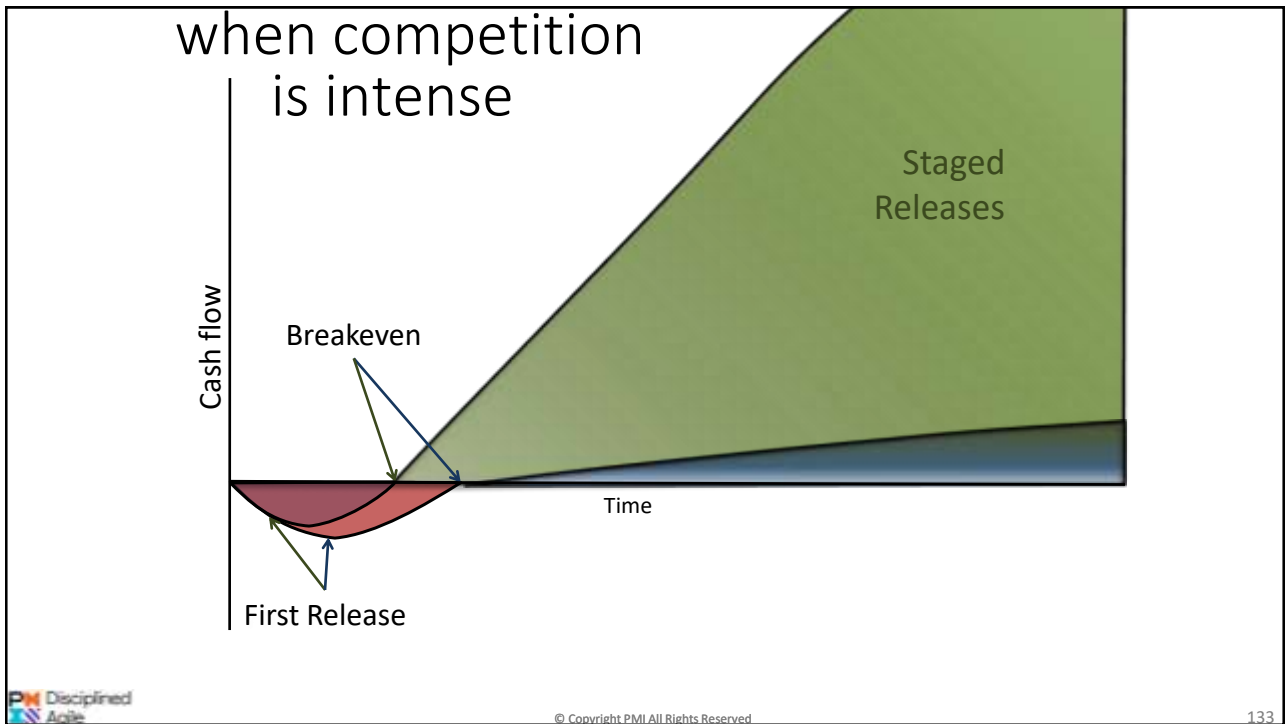 when competition
is intense
Staged
Releases
Cash flow
Breakeven
Time
First Release
PMI Disciplined
Agile
© Copyright PMI All Rights Reserved
133